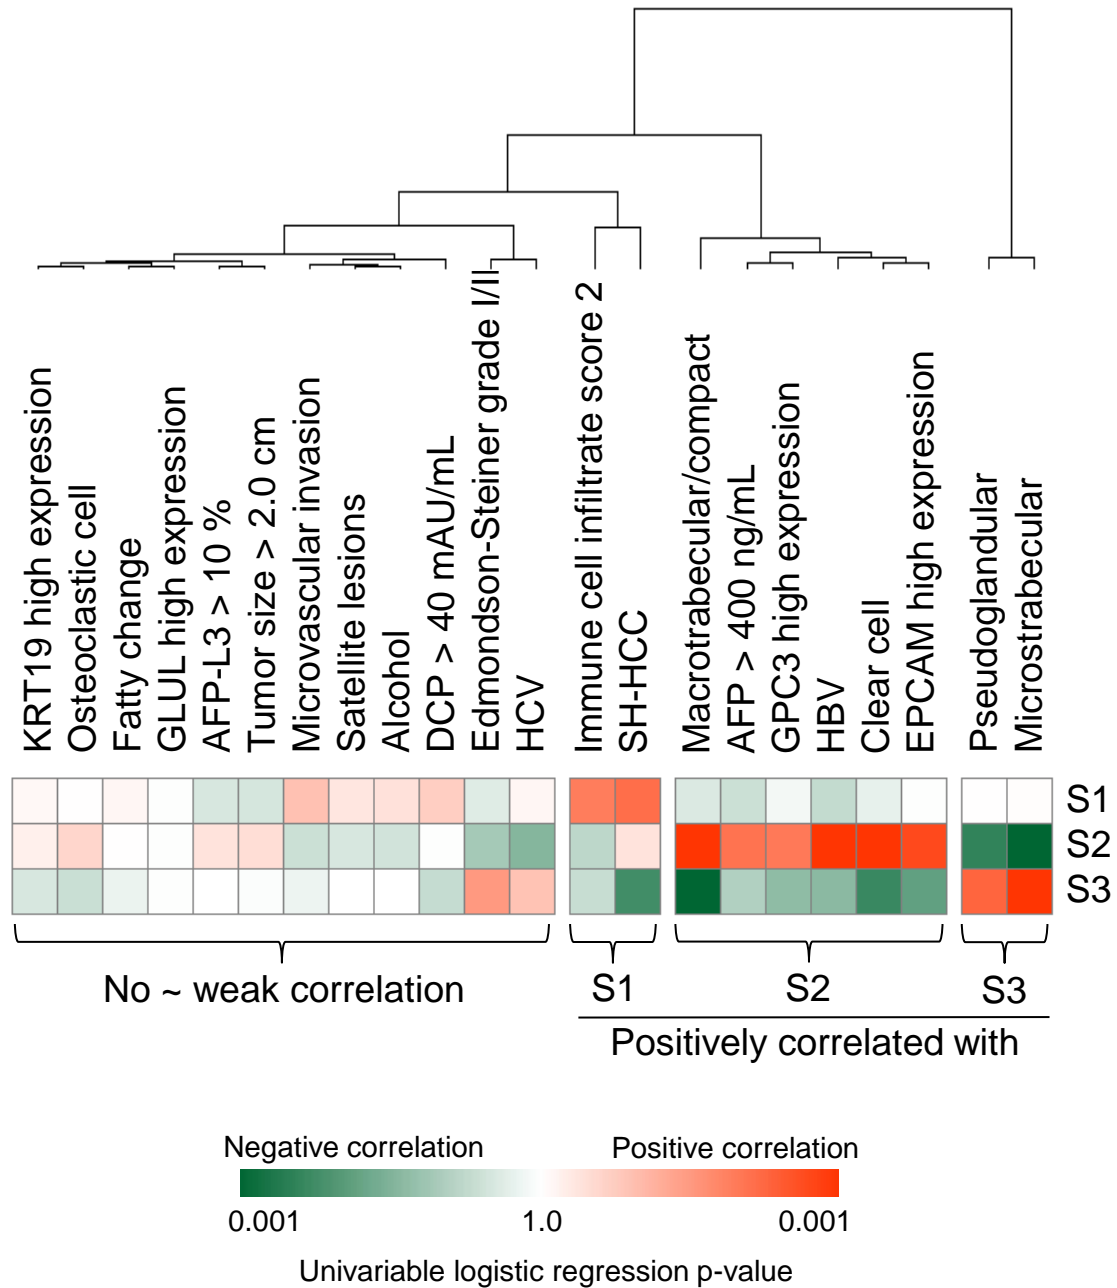 KRT19 high expression
Osteoclastic cell
Fatty change
GLUL high expression
AFP-L3 > 10 %
Tumor size > 2.0 cm
Microvascular invasion
Satellite lesions
Alcohol
DCP > 40 mAU/mL
Edmondson-Steiner grade I/II
HCV
Immune cell infiltrate score 2
SH-HCC
Macrotrabecular/compact
AFP > 400 ng/mL
GPC3 high expression
HBV
Clear cell
EPCAM high expression
Pseudoglandular
Microstrabecular
S1
S2
S3
No ~ weak correlation
S1
S2
S3
Positively correlated with
Negative correlation
Positive correlation
0.001
1.0
0.001
Univariable logistic regression p-value